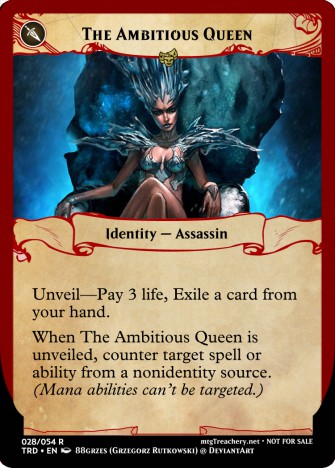 The Ambitious Queen
Identity — Assassin
Unveil—Pay 3 life, Exile a card from
your hand.
When The Ambitious Queen is
unveiled, counter target spell or
ability from a nonidentity source.
(Mana abilities can't be targeted.)
028/054 R
mtgTreachery.net • NOT FOR SALE
TRD • EN 88grzes (Grzegorz Rutkowski) @ DeviantArt